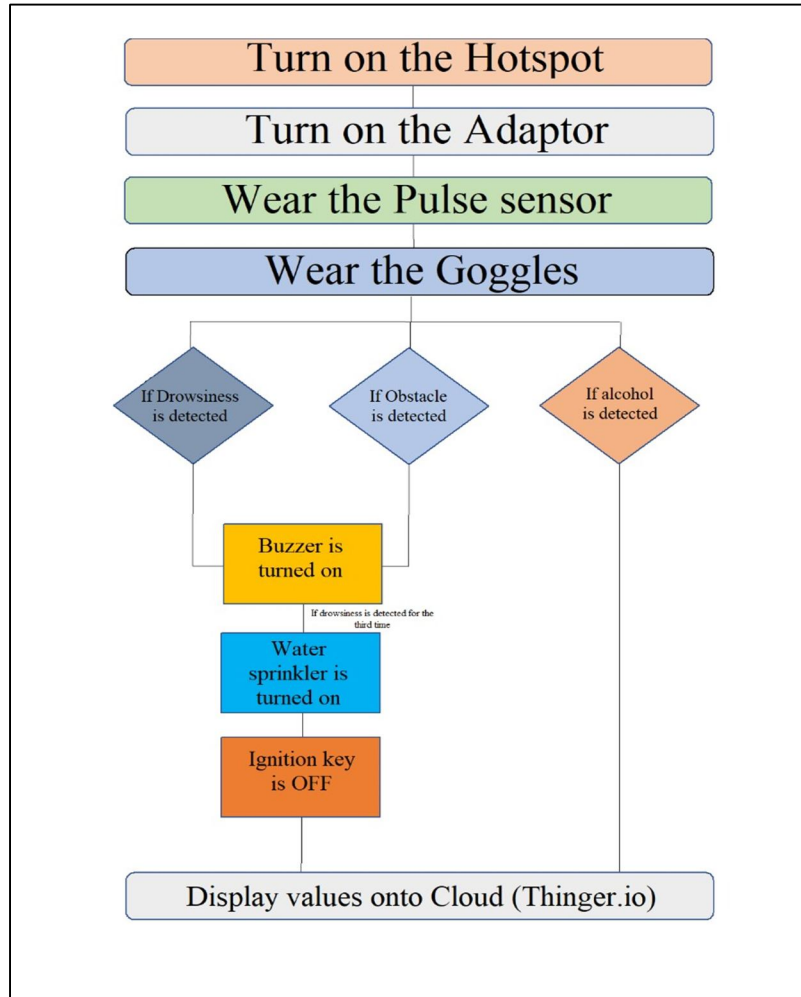 Turn on the Hotspot
Turn on the Adaptor
Wear the Pulse sensor
Wear the Goggles
If Drowsiness
is detected
If Obstacle
is detected
If alcohol
is detected
Buzzer is
turned on
If drowsiness is detected for the
third time
Water
sprinkler is
turned on
Ignition key
is OFF
Display values onto Cloud (Thinger.io)